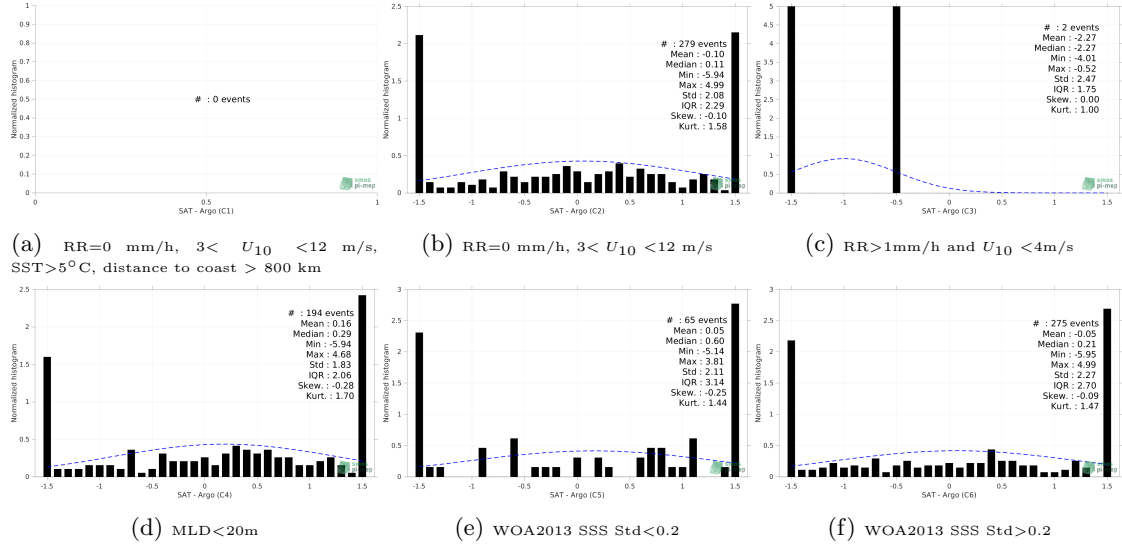 Normalized histogram
1
0.9
0.8
0.7
0.6
0.5
0.4
0.3
0.2
0.1
0
# : 0 events
smos
pi-mep
0 0.5 1
SAT - Argo (C1)
(a) RR=0 mm/h, 3< U10 <12 m/s,
SST>5°C, distance to coast > 800 km
Normalized histogram
2.5
2
1.5
1
0.5
0
# : 279 events
Mean : -0.10
Median : 0.11
Min : -5.94
Max : 4.99
Std : 2.08
IQR : 2.29
Skew. : -0.10
Kurt. : 1.58
smos
pi-mep
-1.5 -1 -0.5 0 0.5 1 1.5
SAT - Argo (C2)
(b) RR=0 mm/h, 3< U10 <12 m/s
Normalized histogram
5
4.5
4
3.5
3
2.5
2
1.5
1
0.5
0
# : 2 events
Mean : -2.27
Median : -2.27
Min : -4.01
Max : -0.52
Std : 2.47
IQR : 1.75
Skew. : 0.00
Kurt. : 1.00
smos
pi-mep
-1.5 -1 -0.5 0 0.5 1 1.5
SAT - Argo (C3)
(c) RR>1mm/h and U10 <4m/s
Normalized histogram
2.5
2
1.5
1
0.5
0
# : 194 events
Mean : 0.16
Median : 0.29
Min : -5.94
Max : 4.68
Std : 1.83
IQR : 2.06
Skew. : -0.28
Kurt. : 1.70
smos
pi-mep
-1.5 -1 -0.5 0 0.5 1 1.5
SAT - Argo (C4)
(d) MLD<20m
Normalized histogram
3
2.5
2
1.5
1
0.5
0
# : 65 events
Mean : 0.05
Median : 0.60
Min : -5.14
Max : 3.81
Std : 2.11
IQR : 3.14
Skew. : -0.25
Kurt. : 1.44
smos
pi-mep
-1.5 -1 -0.5 0 0.5 1 1.5
SAT - Argo (C5)
(e) WOA2013 SSS Std<0.2
Normalized histogram
3
2.5
2
1.5
1
0.5
0
# : 275 events
Mean : -0.05
Median : 0.21
Min : -5.95
Max : 4.99
Std : 2.27
IQR : 2.70
Skew. : -0.09
Kurt. : 1.47
smos
pi-mep
-1.5 -1 -0.5 0 0.5 1 1.5
SAT - Argo (C6)
(f) WOA2013 SSS Std>0.2